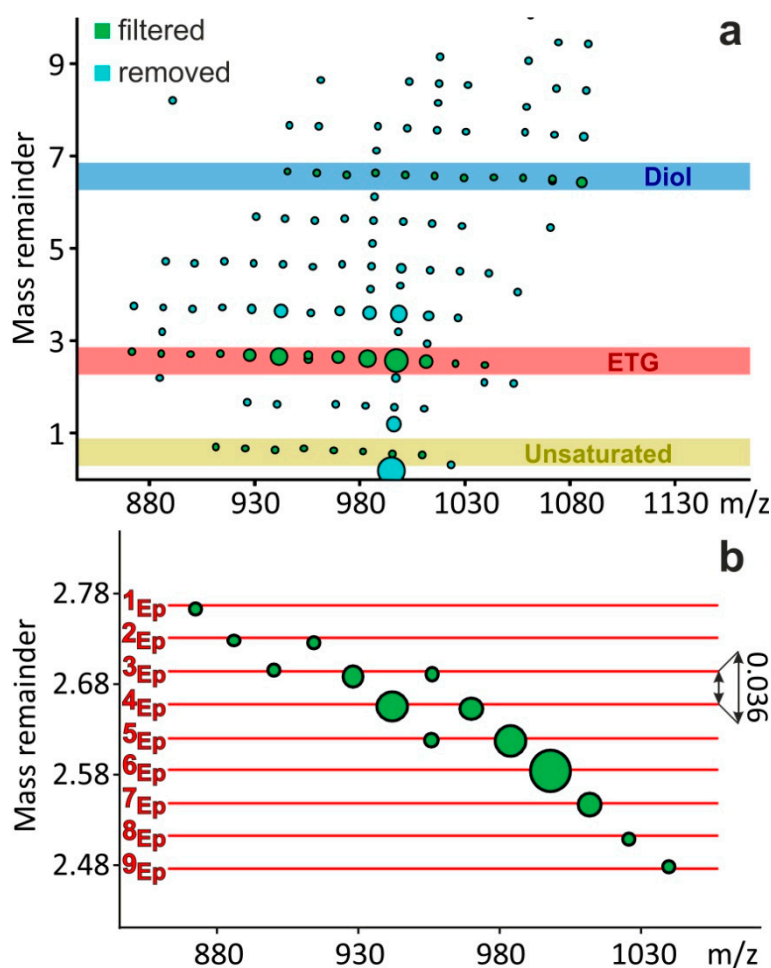 a
filtered
removed
Mass remainder
9
7
5
3
1
Diol
ETG
Unsaturated
880 930 980 1030 1080 1130 m/z
b
Mass remainder
2.78
2.68
2.58
2.48
1Ep
2Ep
3Ep
4Ep
5Ep
6Ep
7Ep
8Ep
9Ep
0.036
880 930 980 1030 m/z